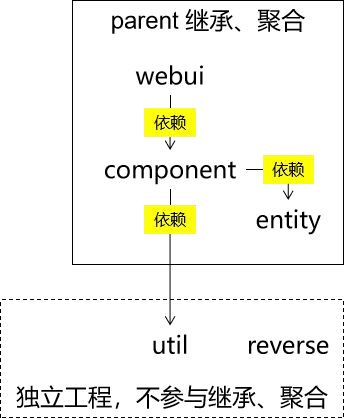 parent 继承、聚合
webui
依赖
component
依赖
依赖
entity
util
reverse
独立工程，不参与继承、聚合